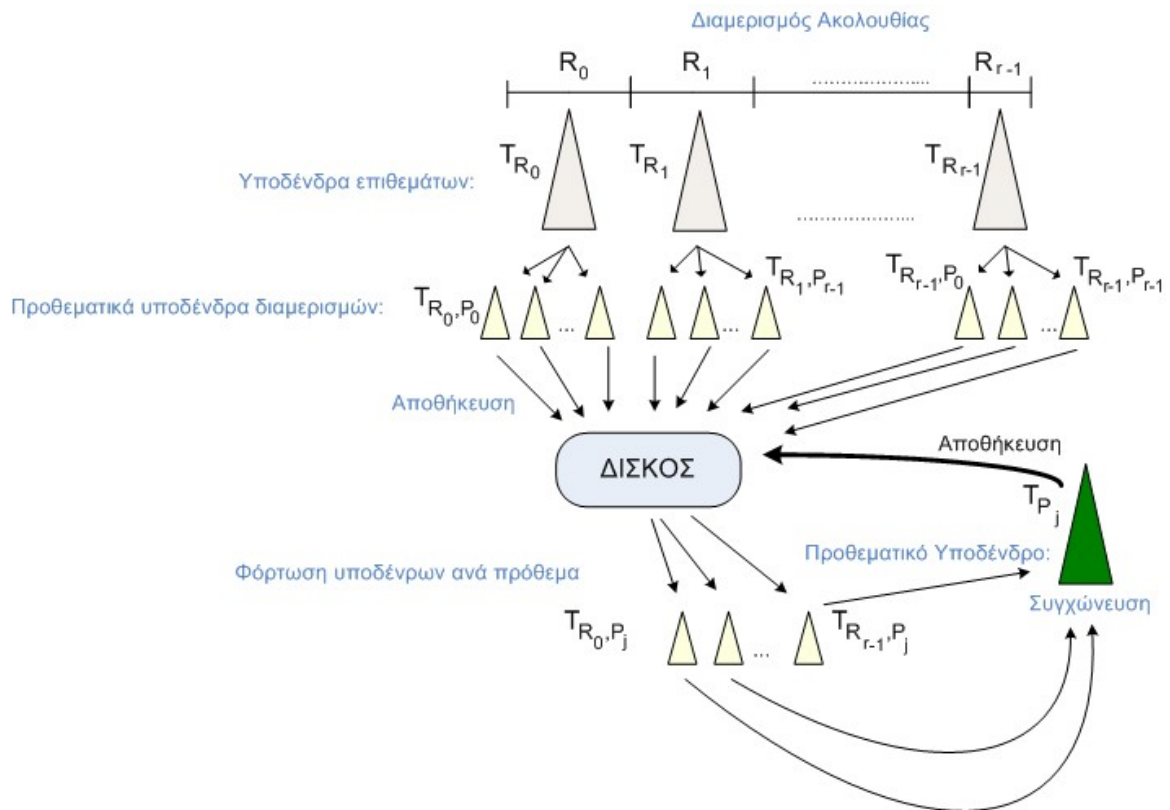 Διαμερισμός Ακολουθίας
R0 R1 ..................... Rr-1
TR0 TR1 TRr-1
Υποδένδρα επιθεμάτων:
.....................
Προθεματικά υποδένδρα διαμερισμών:
TR0,P0 ... TR1,Pr-1 ... TRr-1,P0 ... TRr-1,Pr-1
Αποθήκευση
ΔΙΣΚΟΣ
Αποθήκευση
TPj
Προθεματικό Υποδένδρο:
Φόρτωση υποδένρων ανά πρόθεμα
Συγχώνευση
TR0,Pj ... TRr-1,Pj